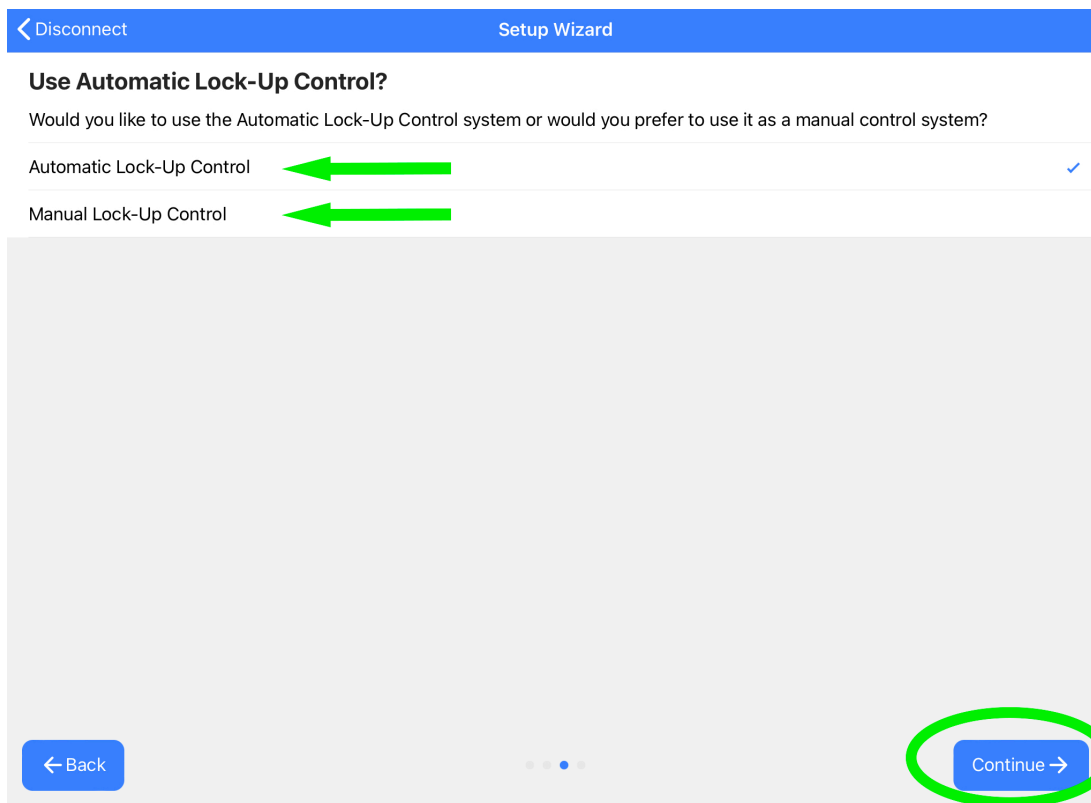 Disconnect
Setup Wizard
Use Automatic Lock-Up Control?
Would you like to use the Automatic Lock-Up Control system or would you prefer to use it as a manual control system?
Automatic Lock-Up Control
Manual Lock-Up Control
Back
Continue